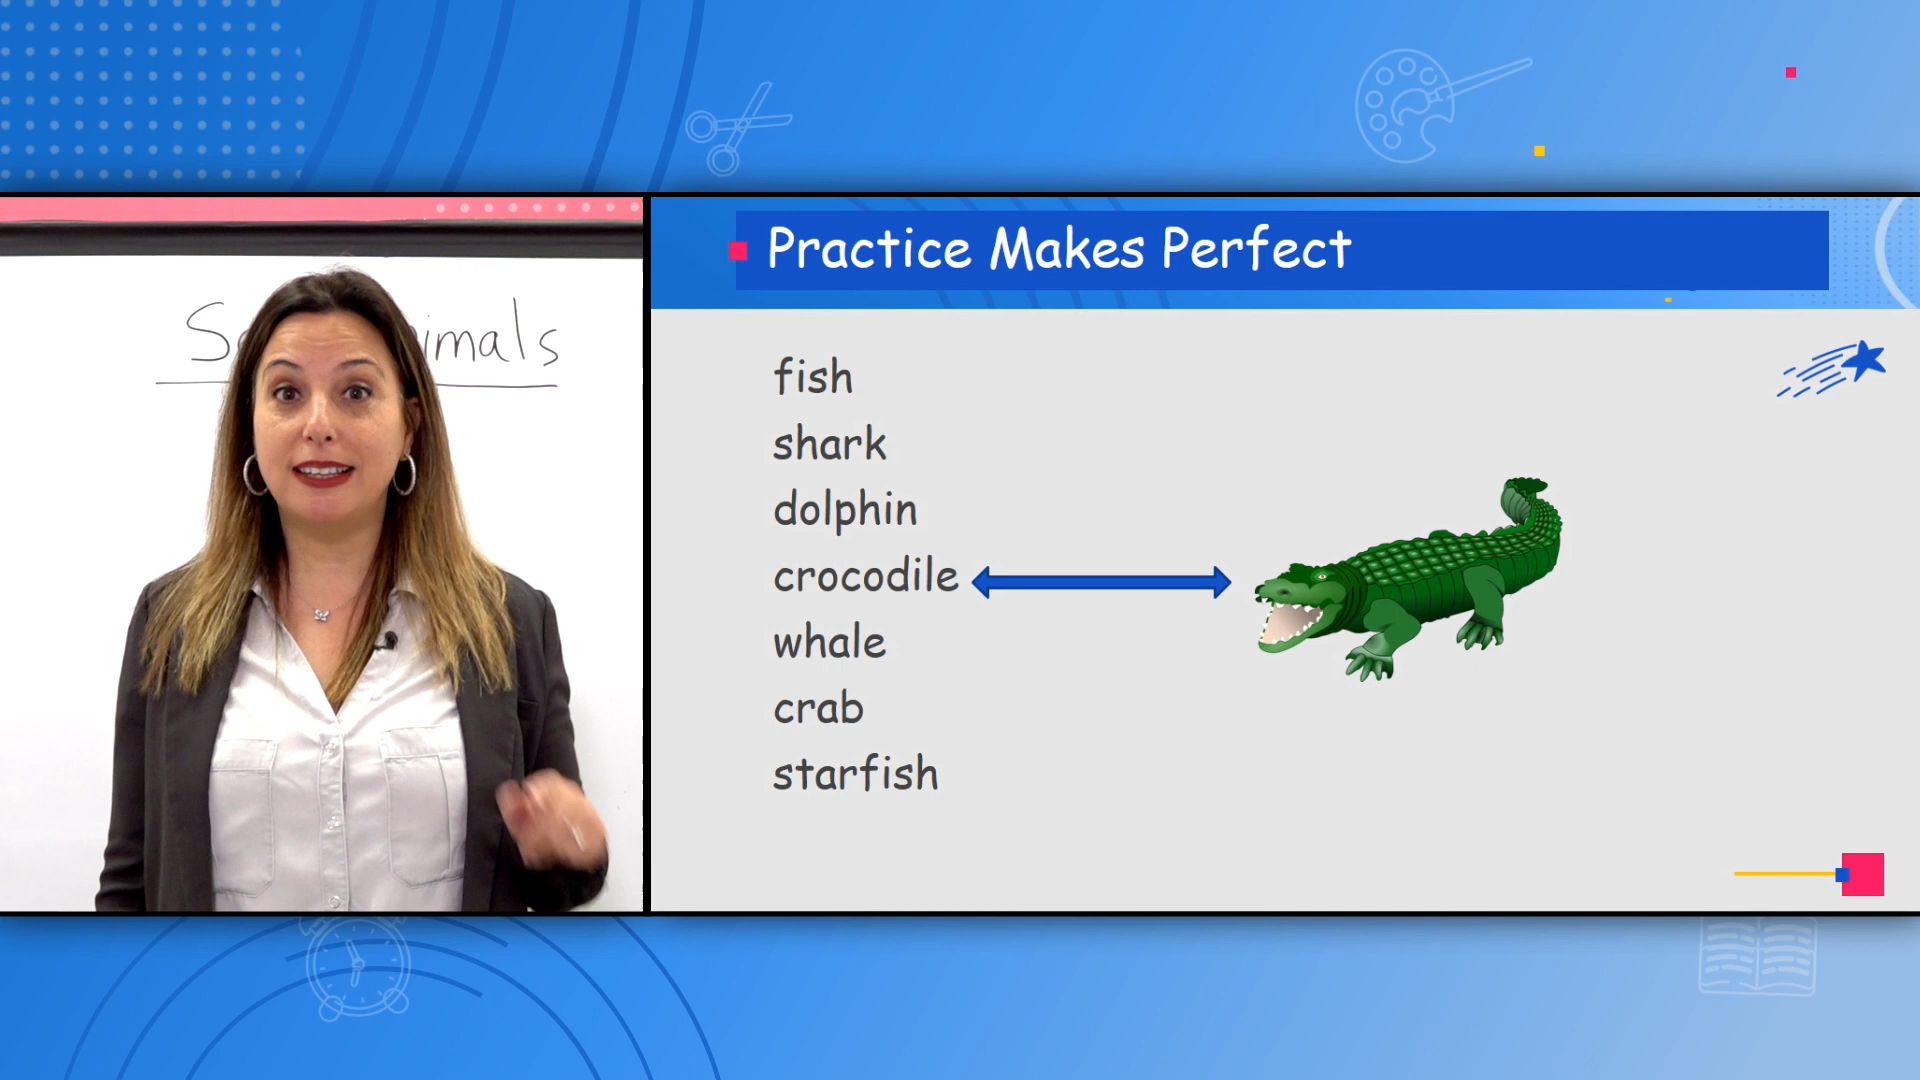 Practice Makes Perfect
fish
shark
dolphin
crocodile
whale
crab
starfish